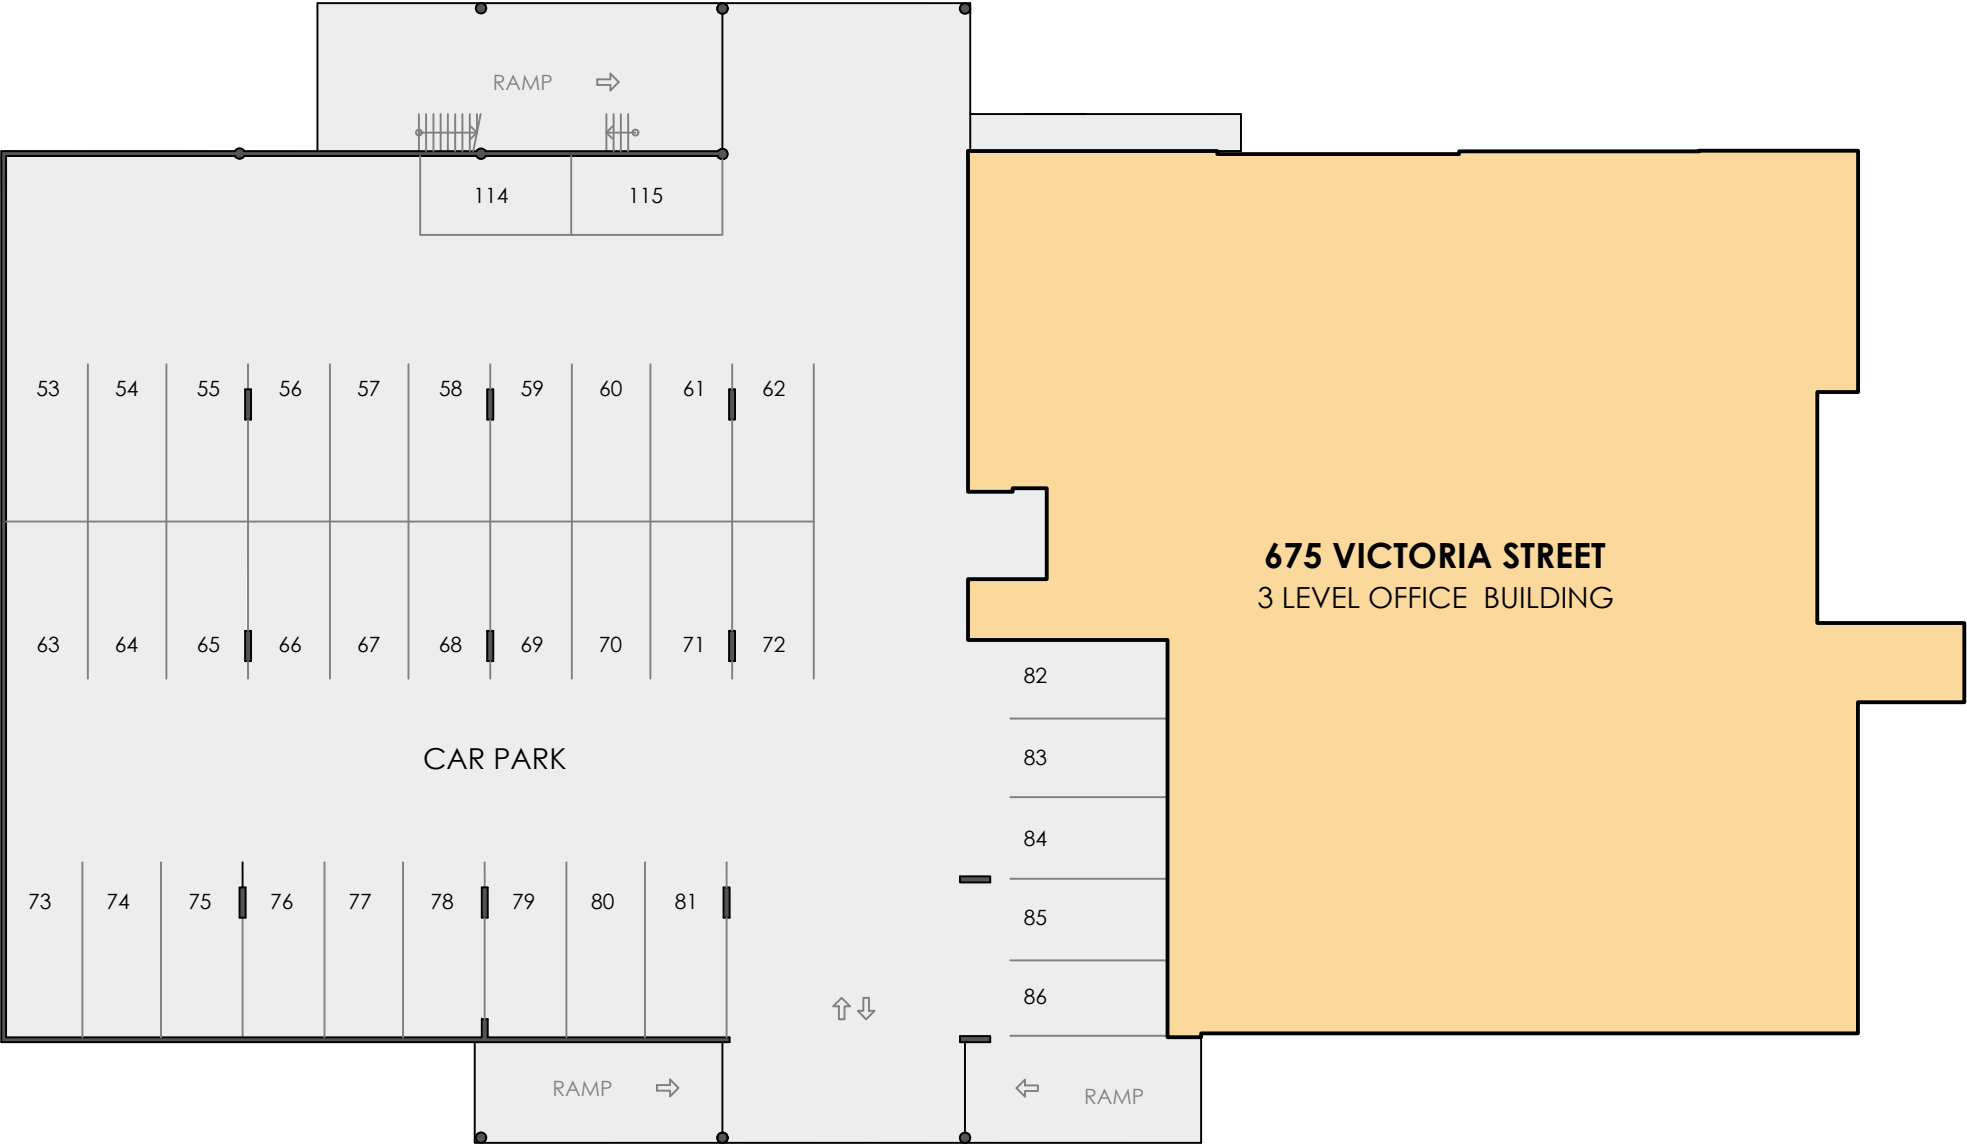 RAMP
114 115
53 54 55 56 57 58 59 60 61 62
675 VICTORIA STREET
3 LEVEL OFFICE BUILDING
63 64 65 66 67 68 69 70 71 72
82
CAR PARK
83
84
73 74 75 76 77 78 79 80 81
85
86
RAMP
RAMP